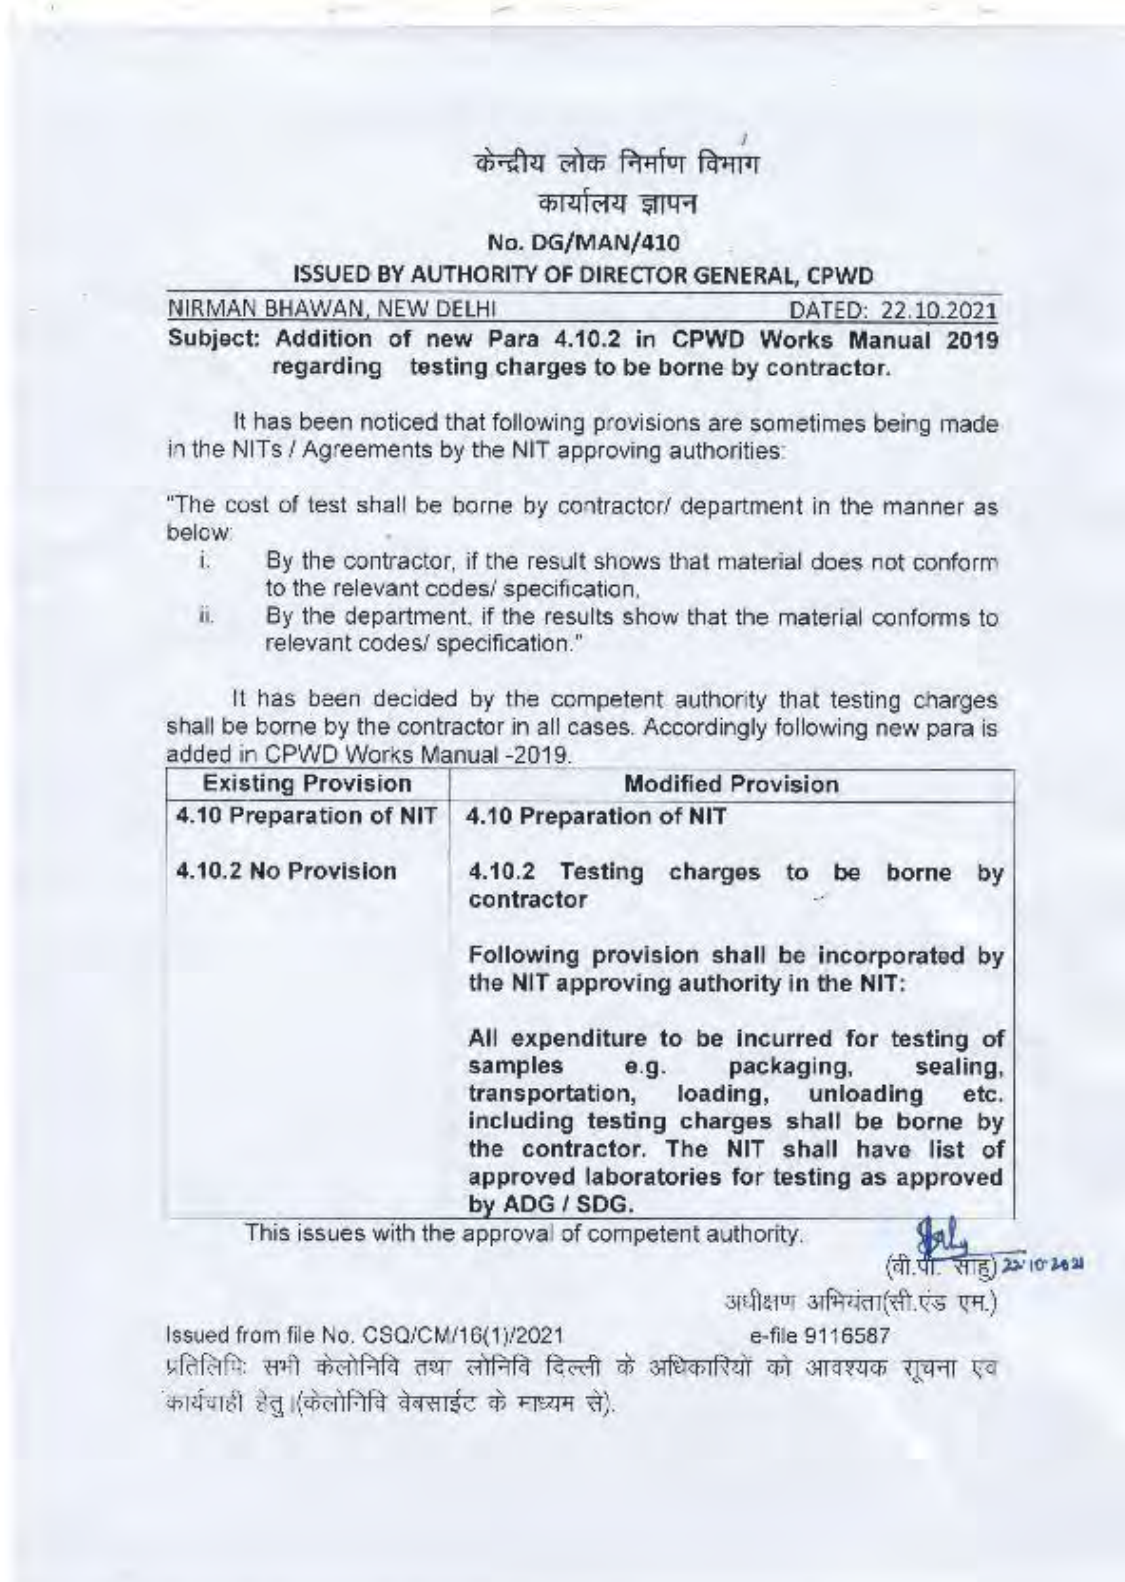 केन्द्रीय लोक निर्माण विभाग
कार्यालय ज्ञापन
No. DG/MAN/410
ISSUED BY AUTHORITY OF DIRECTOR GENERAL, CPWD
NIRMAN BHAWAN, NEW DELHI DATED: 22.10.2021
Subject: Addition of new Para 4.10.2 in CPWD Works Manual 2019
regarding testing charges to be borne by contractor.
It has been noticed that following provisions are sometimes being made
in the NITs / Agreements by the NIT approving authorities:
"The cost of test shall be borne by contractor/ department in the manner as
below:
i. By the contractor, if the result shows that material does not conform
to the relevant codes/ specification,
ii. By the department, if the results show that the material conforms to
relevant codes/ specification."
It has been decided by the competent authority that testing charges
shall be borne by the contractor in all cases. Accordingly following new para is
added in CPWD Works Manual -2019.
Existing Provision Modified Provision
4.10 Preparation of NIT 4.10 Preparation of NIT
4.10.2 No Provision 4.10.2 Testing charges to be borne by
contractor
Following provision shall be incorporated by
the NIT approving authority in the NIT:
All expenditure to be incurred for testing of
samples e.g. packaging, sealing,
transportation, loading, unloading etc.
including testing charges shall be borne by
the contractor. The NIT shall have list of
approved laboratories for testing as approved
by ADG / SDG.
This issues with the approval of competent authority.
(वी.पी. साहु) 22.10.2021
अधीक्षण अभियंता(सी.एंड एम.)
Issued from file No. CSQ/CM/16(1)/2021 e-file 9116587
प्रतिलिपि: सभी केलोनिवि तथा लोनिवि दिल्ली के अधिकारियों को आवश्यक सूचना एव
कार्यवाही हेतु।(केलोनिवि वेबसाईट के माध्यम से).